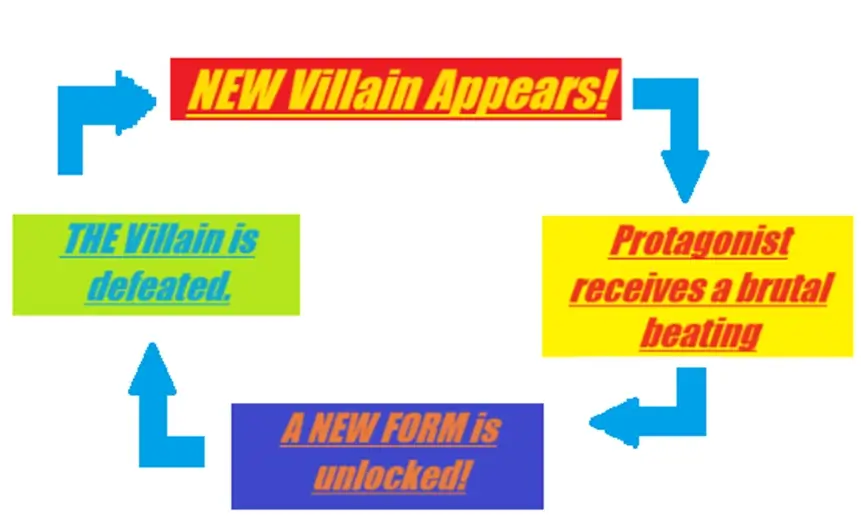 NEW Villain Appears!
Protagonist
receives a brutal
beating
A NEW FORM is
unlocked!
THE Villain is
defeated.